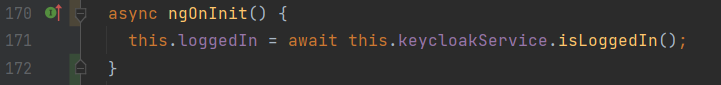 170 async ngOnInit() {
171 this.loggedIn = await this.keycloakService.isLoggedIn();
172 }